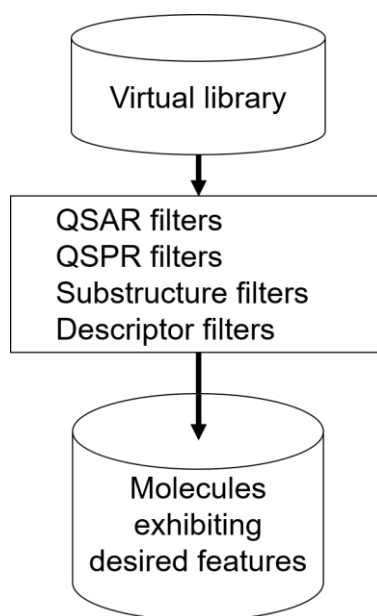 Virtual library
QSAR filters
QSPR filters
Substructure filters
Descriptor filters
Molecules
exhibiting
desired features